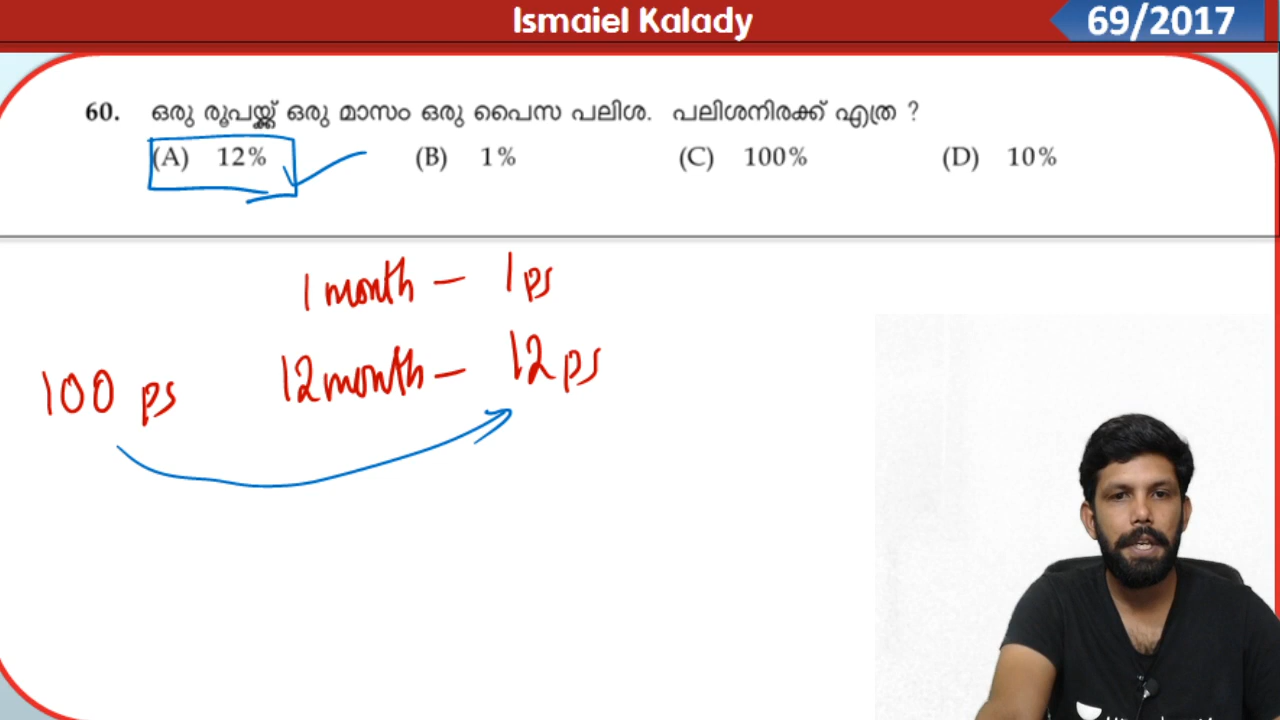 Ismaiel Kalady
69/2017
60. ഒരു രൂപയ്ക്ക് ഒരു മാസം ഒരു പൈസ പലിശ. പലിശനിരക്ക് എത്ര ?
(A) 12% (B) 1% (C) 100% (D) 10%
1 month – 1 ps
100 ps 12 month – 12 ps